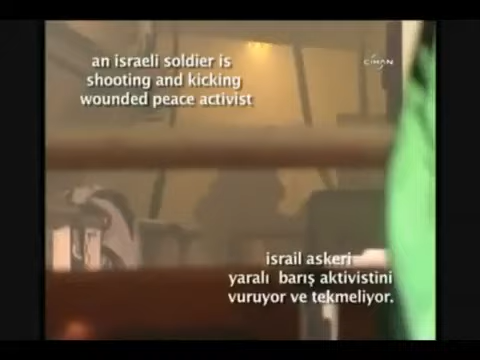 an israeli soldier is
shooting and kicking
wounded peace activist
CİHAN
israil askeri
yaralı barış aktivistini
vuruyor ve tekmeliyor.